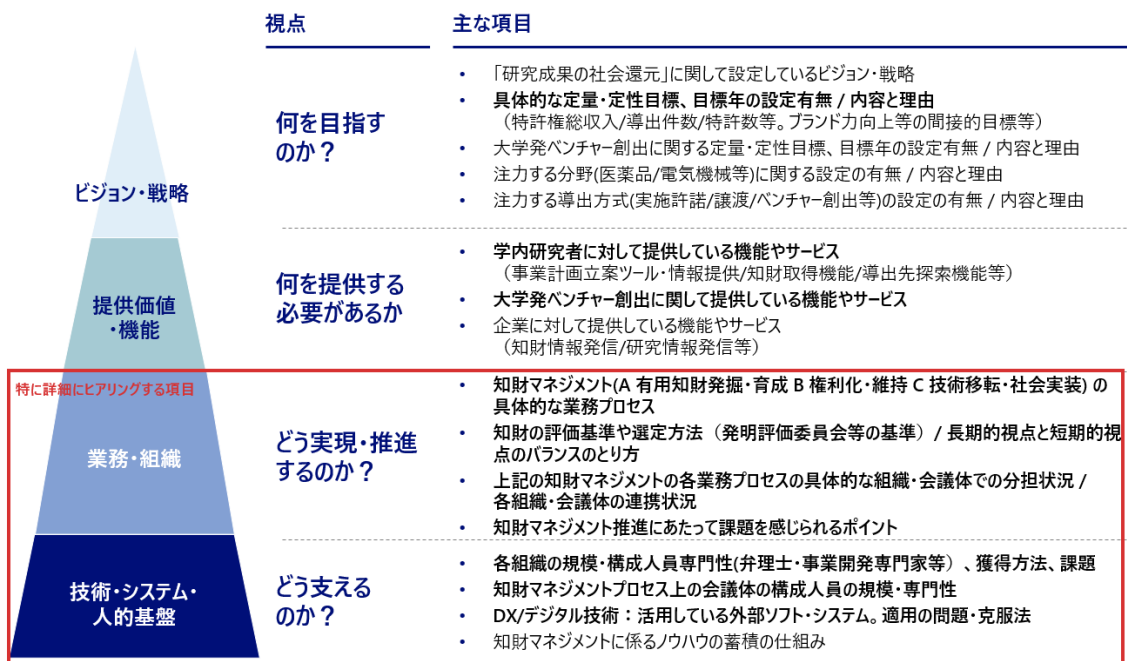 視点
主な項目
ビジョン・戦略
何を目指す
のか？
• 「研究成果の社会還元」に関して設定しているビジョン・戦略
• 具体的な定量・定性目標、目標年の設定有無 / 内容と理由
（特許権総収入/導出件数/特許数等。ブランド力向上等の間接的目標等）
• 大学発ベンチャー創出に関する定量・定性目標、目標年の設定有無 / 内容と理由
• 注力する分野(医薬品/電気機械等)に関する設定の有無 / 内容と理由
• 注力する導出方式(実施許諾/譲渡/ベンチャー創出等)の設定の有無 / 内容と理由
提供価値
・機能
何を提供する
必要があるか
• 学内研究者に対して提供している機能やサービス
（事業計画立案ツール・情報提供/知財取得機能/導出先探索機能等）
• 大学発ベンチャー創出に関して提供している機能やサービス
• 企業に対して提供している機能やサービス
（知財情報発信/研究情報発信等）
特に詳細にヒアリングする項目
業務・組織
どう実現・推進
するのか？
• 知財マネジメント(A 有用知財発掘・育成 B 権利化・維持 C 技術移転・社会実装) の
具体的な業務プロセス
• 知財の評価基準や選定方法（発明評価委員会等の基準）/ 長期的視点と短期的視
点のバランスのとり方
• 上記の知財マネジメントの各業務プロセスの具体的な組織・会議体での分担状況 /
各組織・会議体の連携状況
• 知財マネジメント推進にあたって課題を感じられるポイント
技術・システム・
人的基盤
どう支える
のか？
• 各組織の規模・構成人員専門性(弁理士・事業開発専門家等）、獲得方法、課題
• 知財マネジメントプロセス上の会議体の構成人員の規模・専門性
• DX/デジタル技術：活用している外部ソフト・システム。適用の問題・克服法
• 知財マネジメントに係るノウハウの蓄積の仕組み